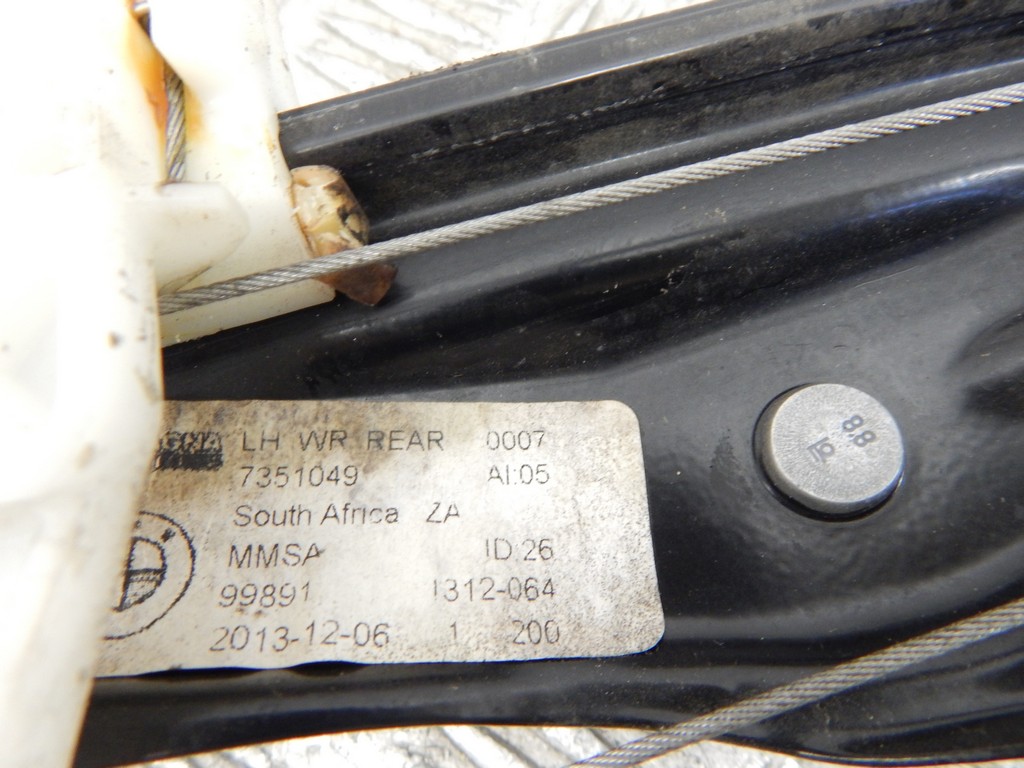 LH WR REAR 0007
7351049 AI:05
South Africa ZA
MMSA ID:26
99891 1312-064
2013-12-06 1 200
8.8